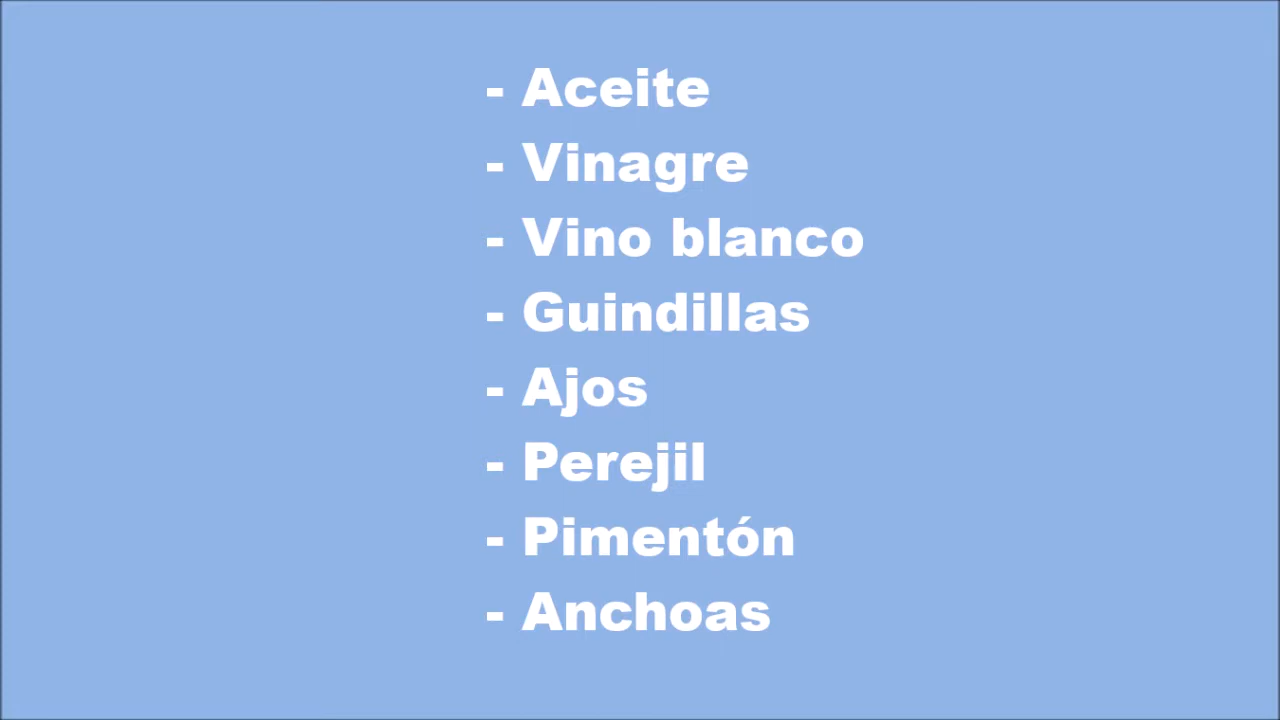 - Aceite
- Vinagre
- Vino blanco
- Guindillas
- Ajos
- Perejil
- Pimentón
- Anchoas